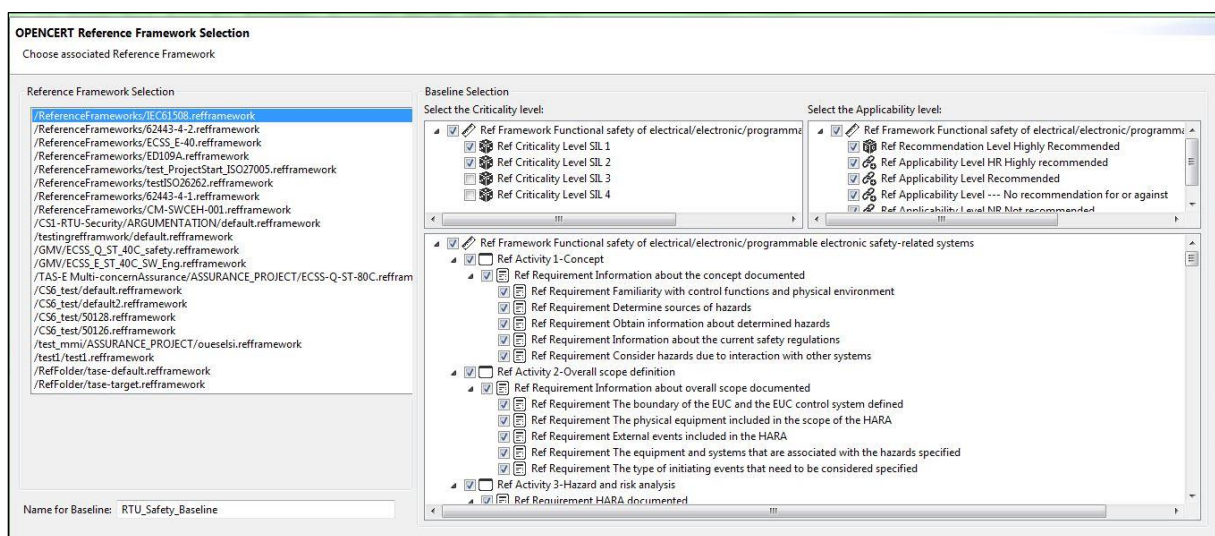 OPENCERT Reference Framework Selection
Choose associated Reference Framework
Reference Framework Selection
/ReferenceFrameworks/IEC61508.refframework
/ReferenceFrameworks/62443-4-2.refframework
/ReferenceFrameworks/ECSS_E-40.refframework
/ReferenceFrameworks/ED109A.refframework
/ReferenceFrameworks/test_ProjectStart_ISO27005.refframework
/ReferenceFrameworks/testISO26262.refframework
/ReferenceFrameworks/62443-4-1.refframework
/ReferenceFrameworks/CM-SWCEH-001.refframework
/CS1-RTU-Security/ARGUMENTATION/default.refframework
/testingrefframwork/default.refframework
/GMV/ECSS_Q_ST_40C_safety.refframework
/GMV/ECSS_E_ST_40C_SW_Eng.refframework
/TAS-E Multi-concernAssurance/ASSURANCE_PROJECT/ECSS-Q-ST-80C.reffram
/CS6_test/default.refframework
/CS6_test/default2.refframework
/CS6_test/50128.refframework
/CS6_test/50126.refframework
/test_mmi/ASSURANCE_PROJECT/oueselsi.refframework
/test1/test1.refframework
/RefFolder/tase-default.refframework
/RefFolder/tase-target.refframework
Name for Baseline: RTU_Safety_Baseline
Baseline Selection
Select the Criticality level:
Ref Framework Functional safety of electrical/electronic/programma
Ref Criticality Level SIL 1
Ref Criticality Level SIL 2
Ref Criticality Level SIL 3
Ref Criticality Level SIL 4
Select the Applicability level:
Ref Framework Functional safety of electrical/electronic/programma
Ref Recommendation Level Highly Recommended
Ref Applicability Level HR Highly recommended
Ref Applicability Level Recommended
Ref Applicability Level --- No recommendation for or against
Ref Applicability Level NR Not recommended
Ref Framework Functional safety of electrical/electronic/programmable electronic safety-related systems
Ref Activity 1-Concept
Ref Requirement Information about the concept documented
Ref Requirement Familiarity with control functions and physical environment
Ref Requirement Determine sources of hazards
Ref Requirement Obtain information about determined hazards
Ref Requirement Information about the current safety regulations
Ref Requirement Consider hazards due to interaction with other systems
Ref Activity 2-Overall scope definition
Ref Requirement Information about overall scope documented
Ref Requirement The boundary of the EUC and the EUC control system defined
Ref Requirement The physical equipment included in the scope of the HARA
Ref Requirement External events included in the HARA
Ref Requirement The equipment and systems that are associated with the hazards specified
Ref Requirement The type of initiating events that need to be considered specified
Ref Activity 3-Hazard and risk analysis
Ref Requirement HARA documented